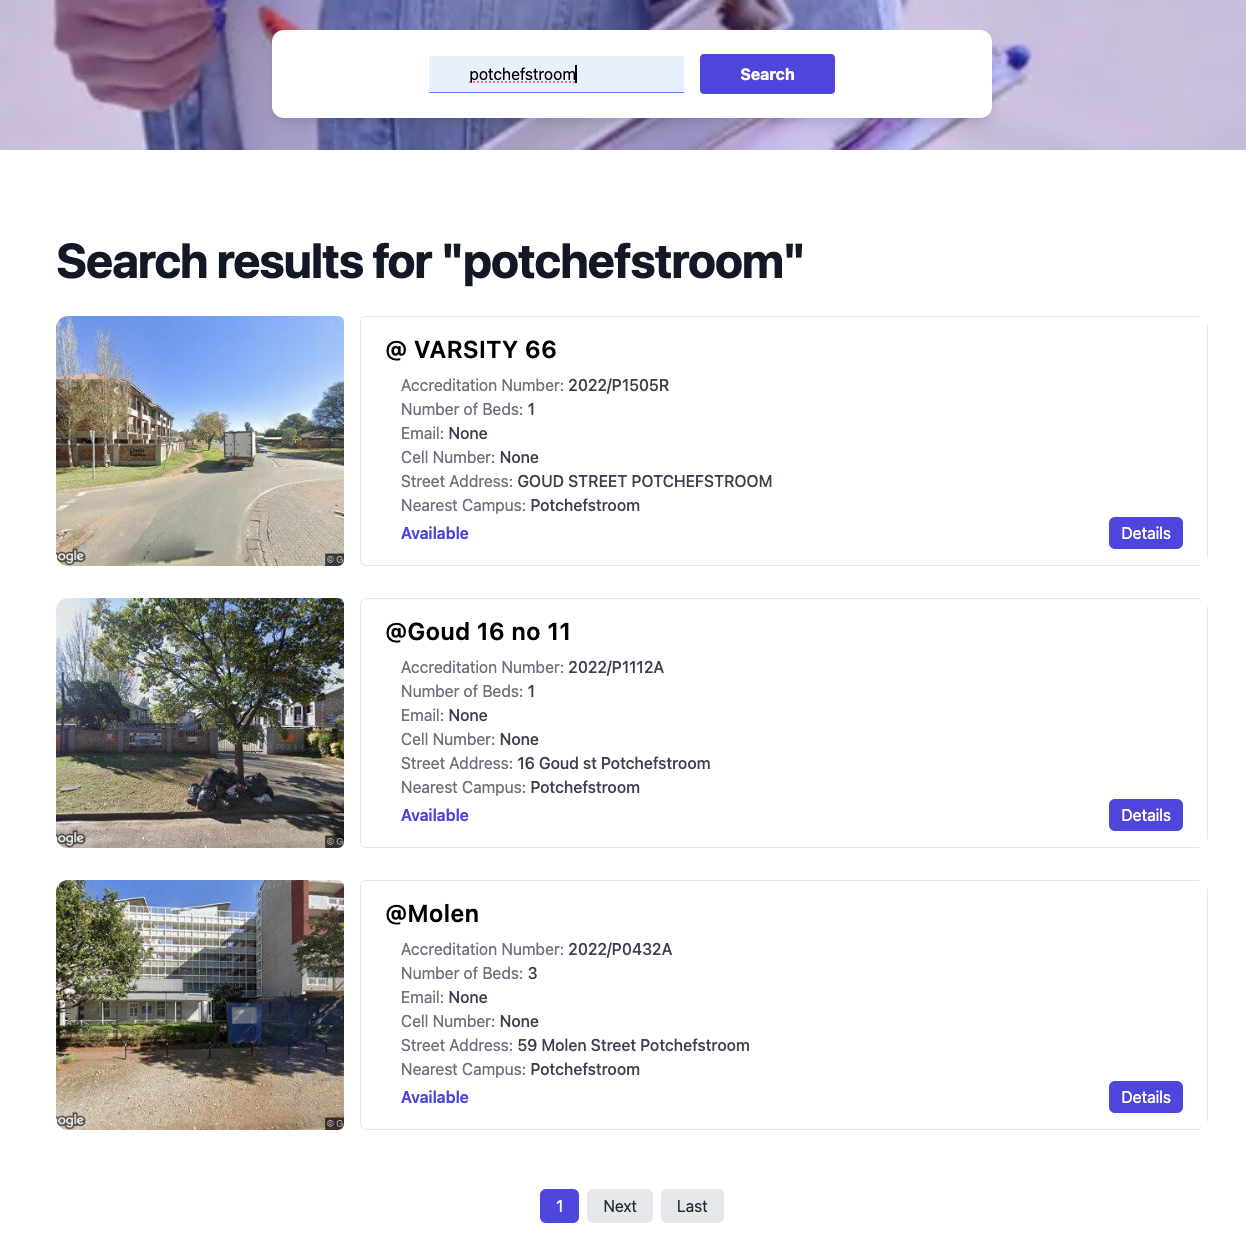 potchefstroom
Search
Search results for "potchefstroom"
@ VARSITY 66
Accreditation Number: 2022/P1505R
Number of Beds: 1
Email: None
Cell Number: None
Street Address: GOUD STREET POTCHEFSTROOM
Nearest Campus: Potchefstroom
Available
Details
ogle
© G
@Goud 16 no 11
Accreditation Number: 2022/P1112A
Number of Beds: 1
Email: None
Cell Number: None
Street Address: 16 Goud st Potchefstroom
Nearest Campus: Potchefstroom
Available
Details
ogle
© G
@Molen
Accreditation Number: 2022/P0432A
Number of Beds: 3
Email: None
Cell Number: None
Street Address: 59 Molen Street Potchefstroom
Nearest Campus: Potchefstroom
Available
Details
ogle
© G
1
Next
Last